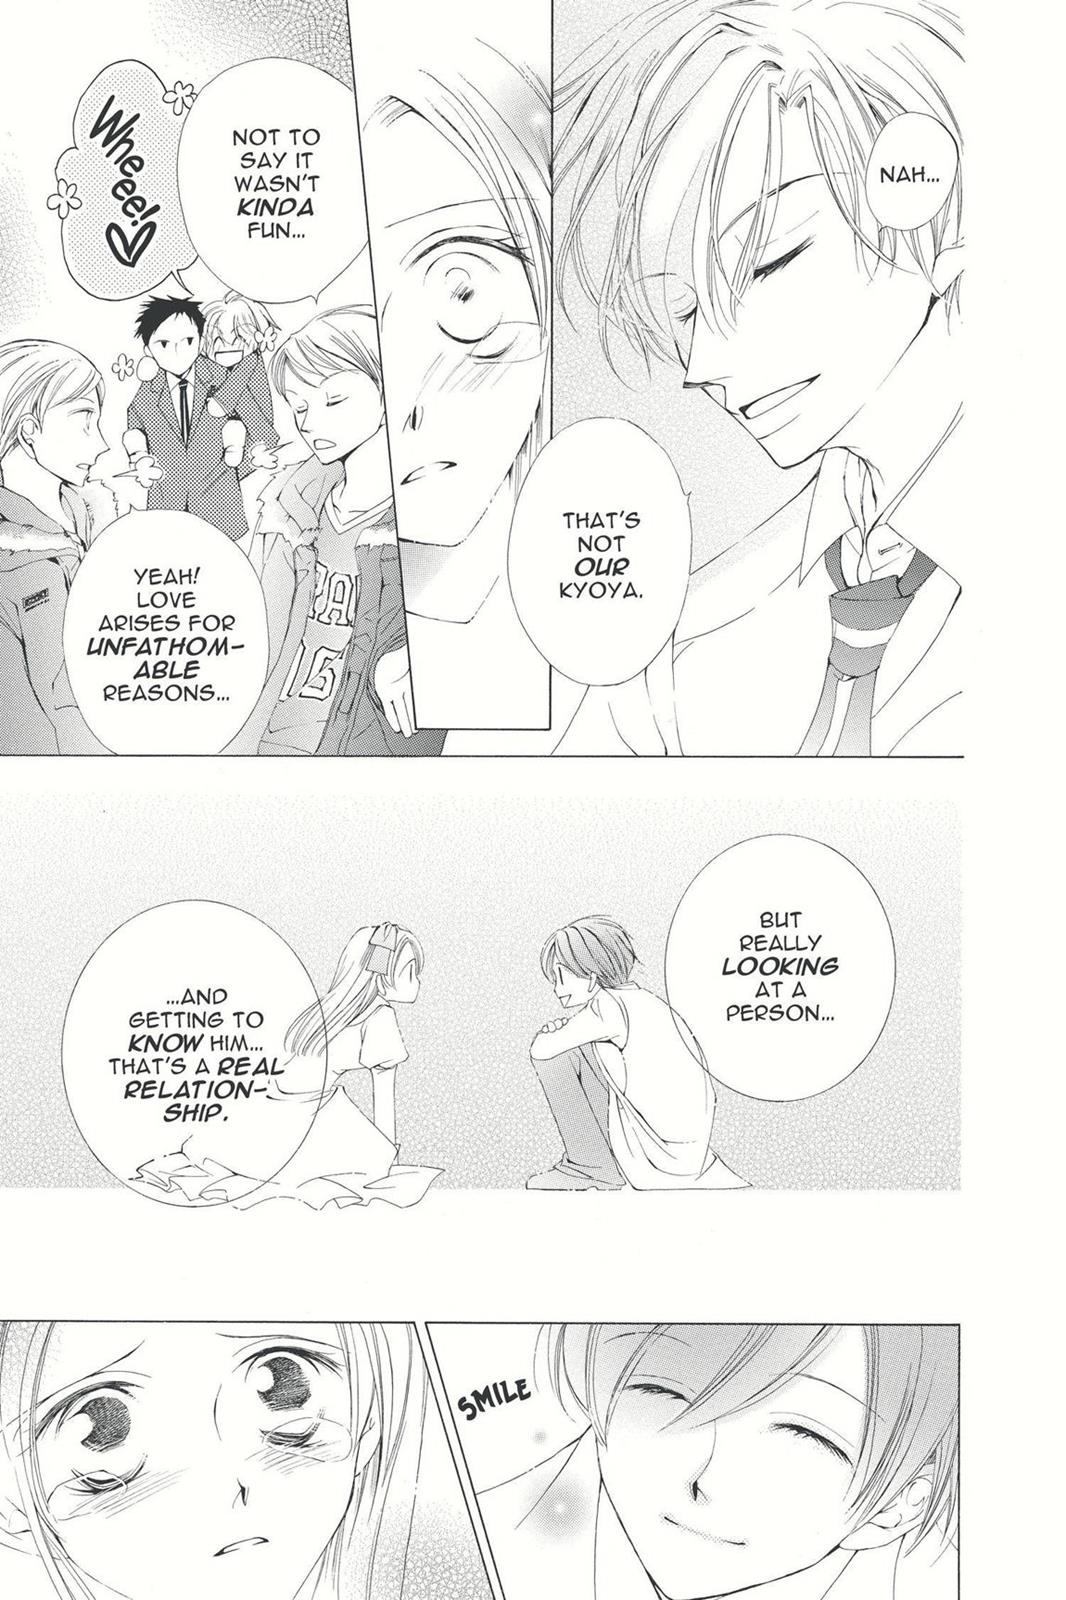 NAH...
THAT'S
NOT
OUR
KYOYA.
NOT TO
SAY IT
WASN'T
KINDA
FUN...
Wheee!
YEAH!
LOVE
ARISES FOR
UNFATHOM-
ABLE
REASONS...
BUT
REALLY
LOOKING
AT A
PERSON...
...AND
GETTING TO
KNOW HIM...
THAT'S A REAL
RELATION-
SHIP.
SMILE